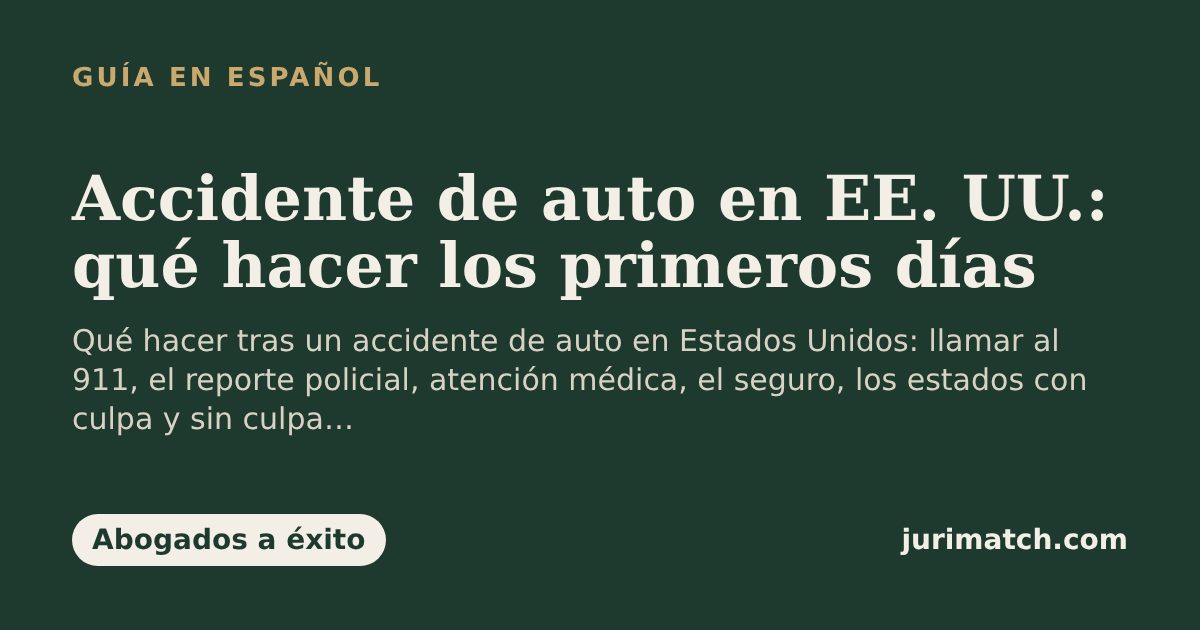 GUÍA EN ESPAÑOL
Accidente de auto en EE. UU.:
qué hacer los primeros días
Qué hacer tras un accidente de auto en Estados Unidos: llamar al
911, el reporte policial, atención médica, el seguro, los estados con
culpa y sin culpa…
Abogados a éxito
jurimatch.com